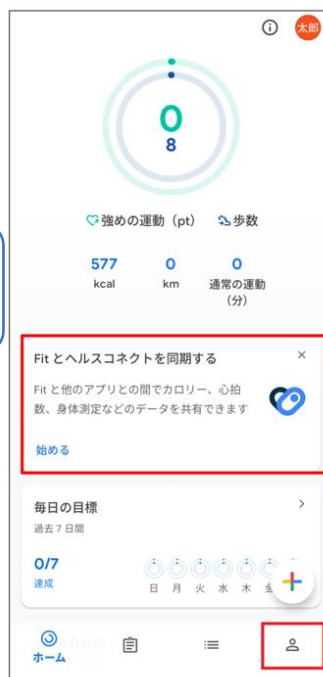 太郎
0
8
強めの運動(pt) 歩数
577 0 0
kcal km 通常の運動
(分)
Fit とヘルスコネクトを同期する
Fit と他のアプリとの間でカロリー、心拍
数、身体測定などのデータを共有できます
始める
毎日の目標
過去 7 日間
0/7
達成
日 月 火 水 木
ホーム